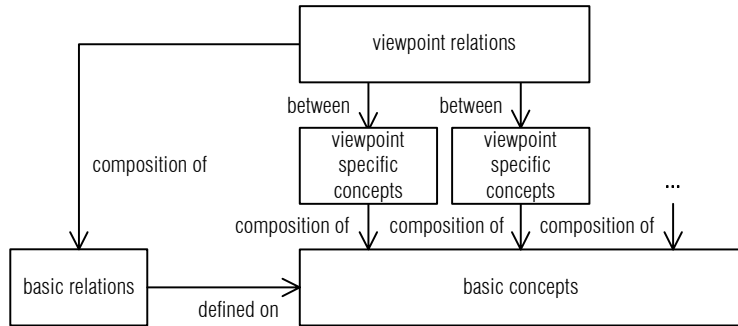 viewpoint relations
between
between
viewpoint
specific
concepts
viewpoint
specific
concepts
composition of
...
composition of
composition of
composition of
basic relations
basic concepts
defined on